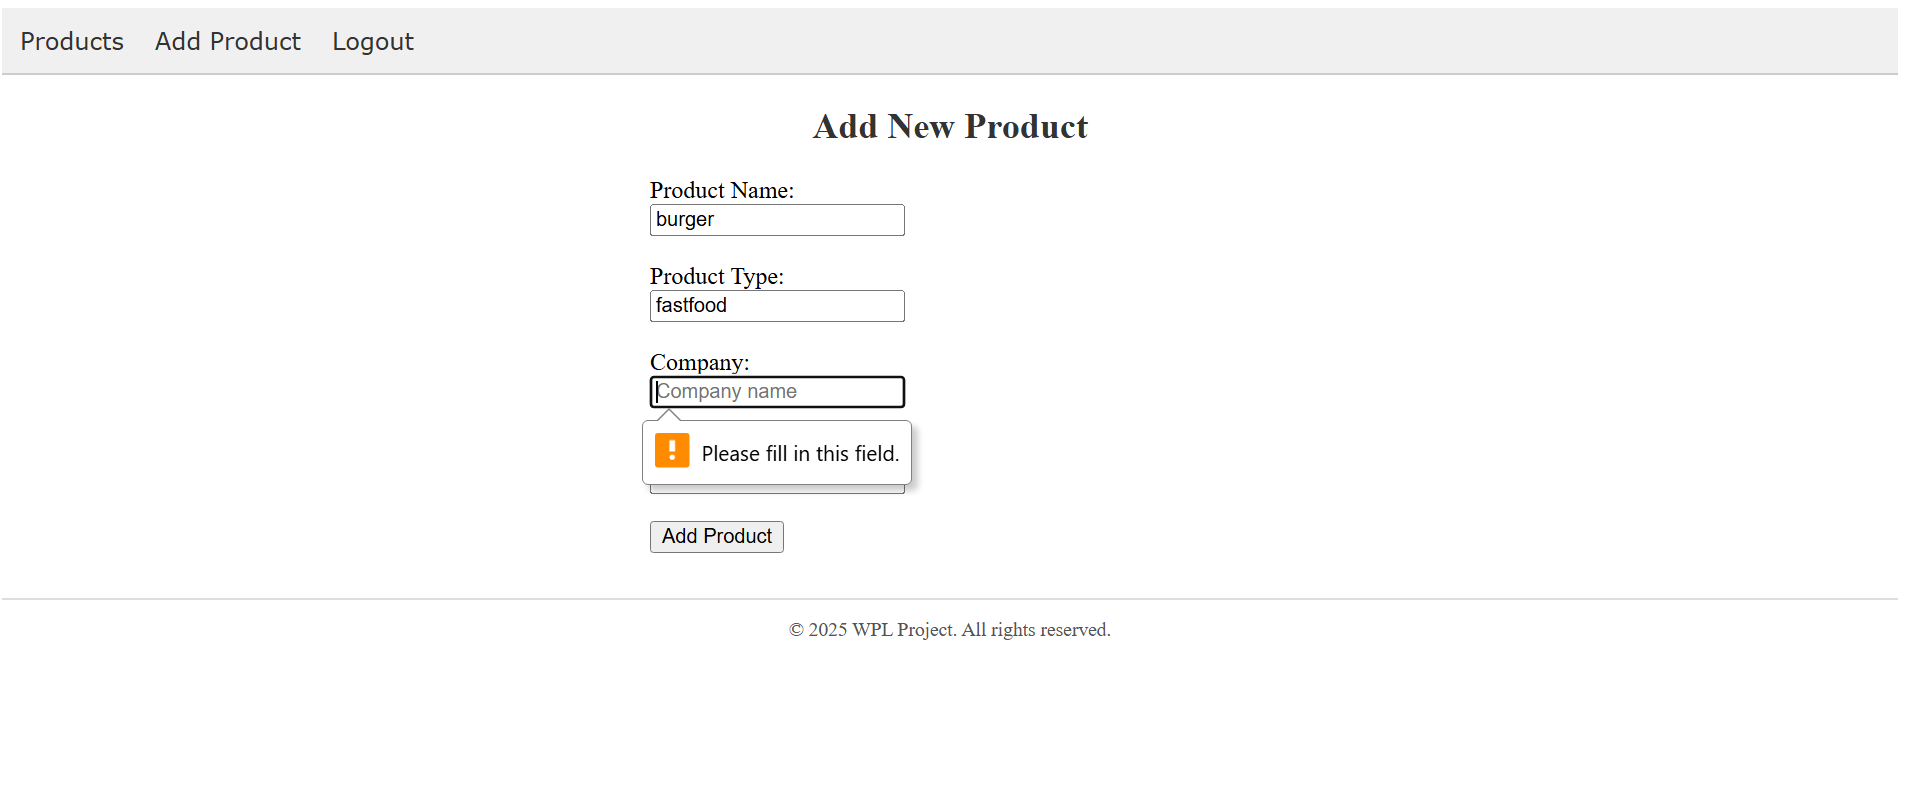 Products Add Product Logout
Add New Product
Product Name:
burger
Product Type:
fastfood
Company:
Company name
! Please fill in this field.
Add Product
© 2025 WPL Project. All rights reserved.